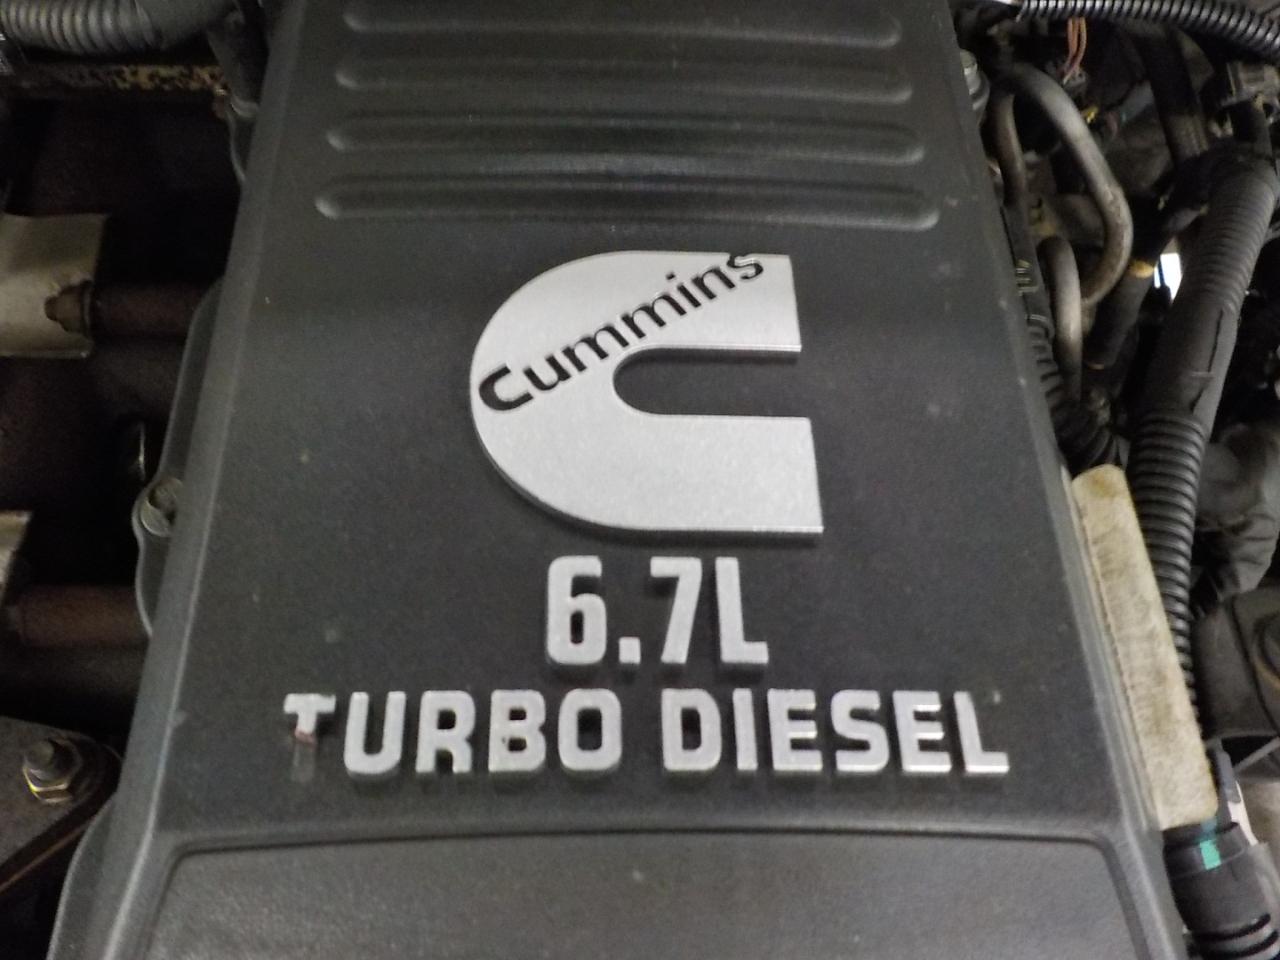 Cummins
6.7L
TURBO DIESEL